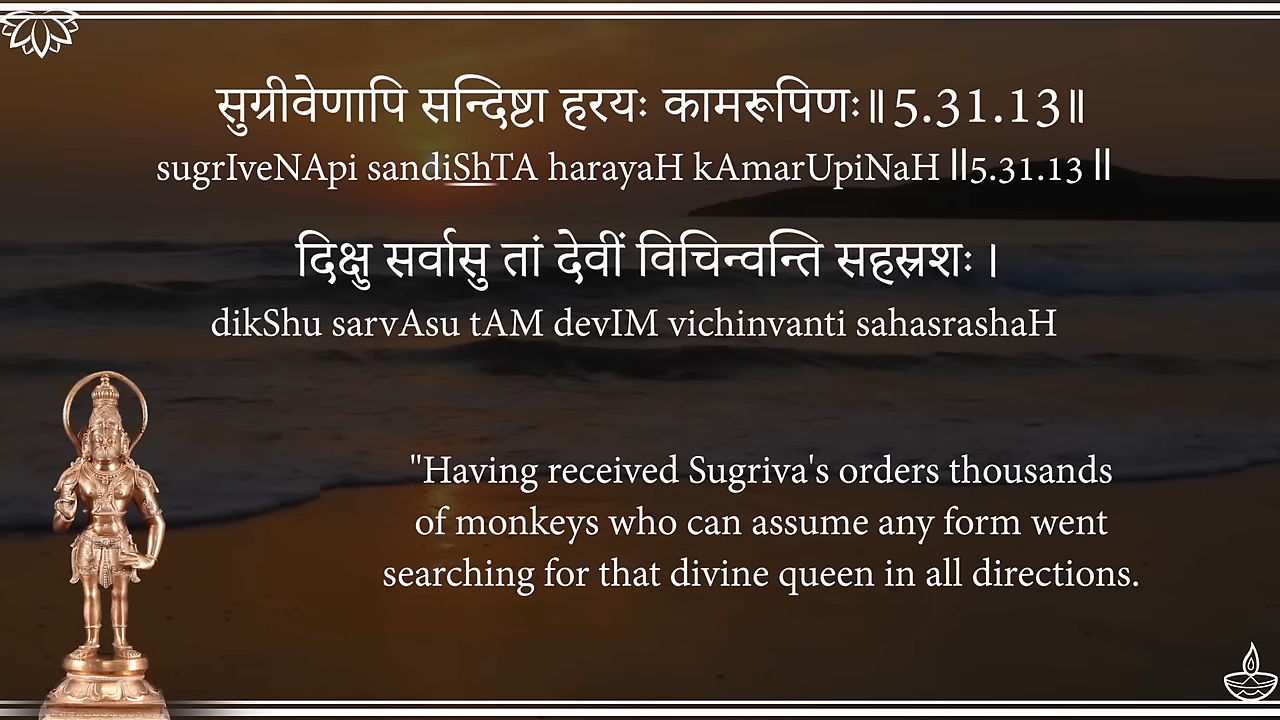 सुग्रीवेणापि सन्दिष्टा हरयः कामरूपिणः॥5.31.13॥
sugrIveNApi sandiShTA harayaH kAmarUpiNaH ||5.31.13 ||
दिक्षु सर्वासु तां देवीं विचिन्वन्ति सहस्रशः ।
dikShu sarvAsu tAM devIM vichinvanti sahasrashaH
"Having received Sugriva's orders thousands
of monkeys who can assume any form went
searching for that divine queen in all directions.